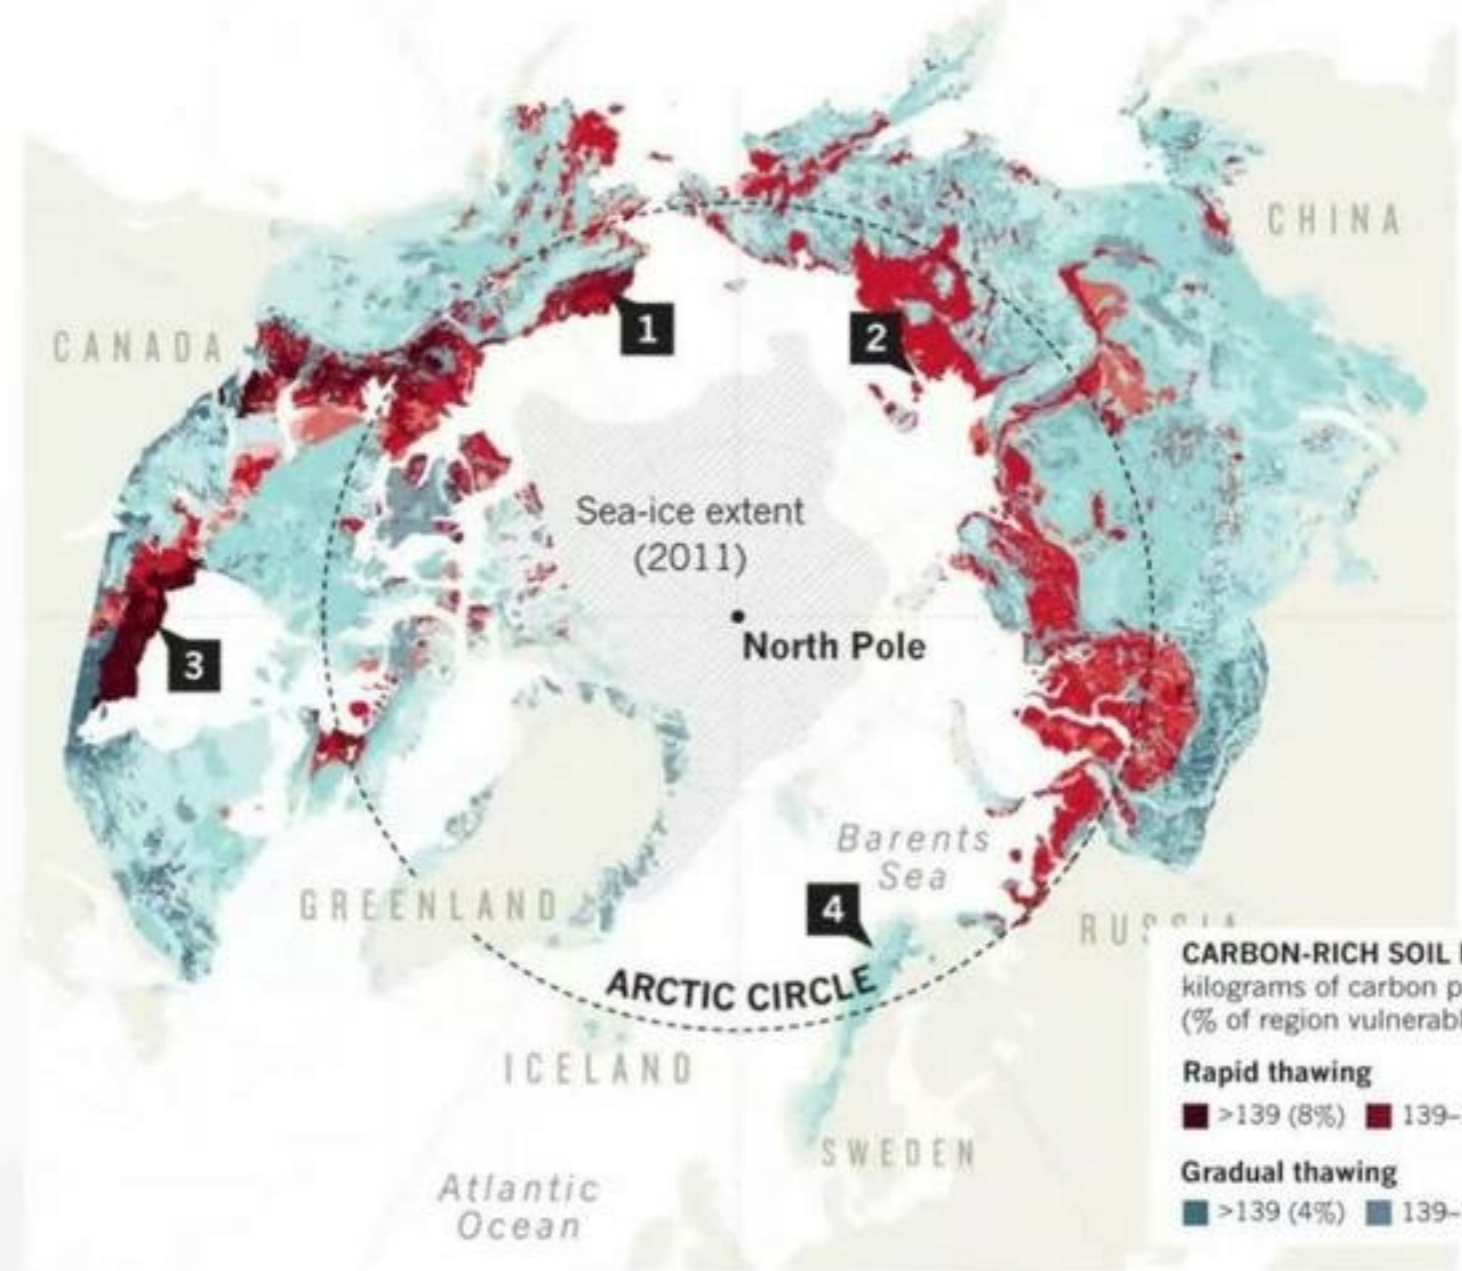 CHINA
1
CANADA
2
Sea-ice extent
(2011)
North Pole
3
Barents
Sea
GREENLAND
4
RUSSIA
ARCTIC CIRCLE
CARBON-RICH SOIL
kilograms of carbon
(% of region
Rapid thawing
>139 (8%) 139–
ICELAND
SWEDEN
Gradual thawing
>139 (4%) 139–
Atlantic
Ocean